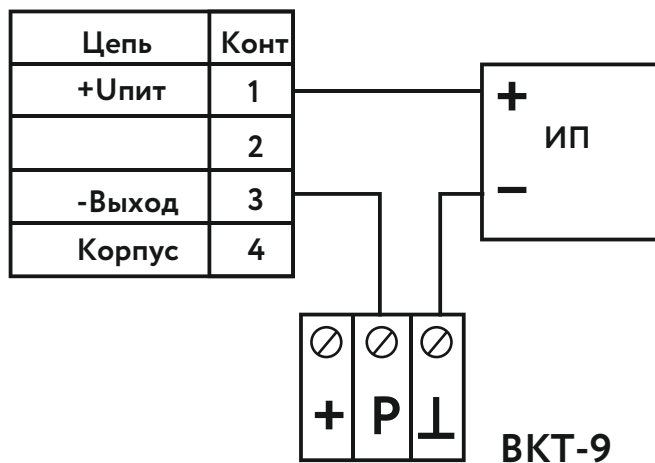 Цепь Конт
+Uпит 1
2
-Выход 3
Корпус 4
+
ИП
−
+ P ⊥
ВКТ-9